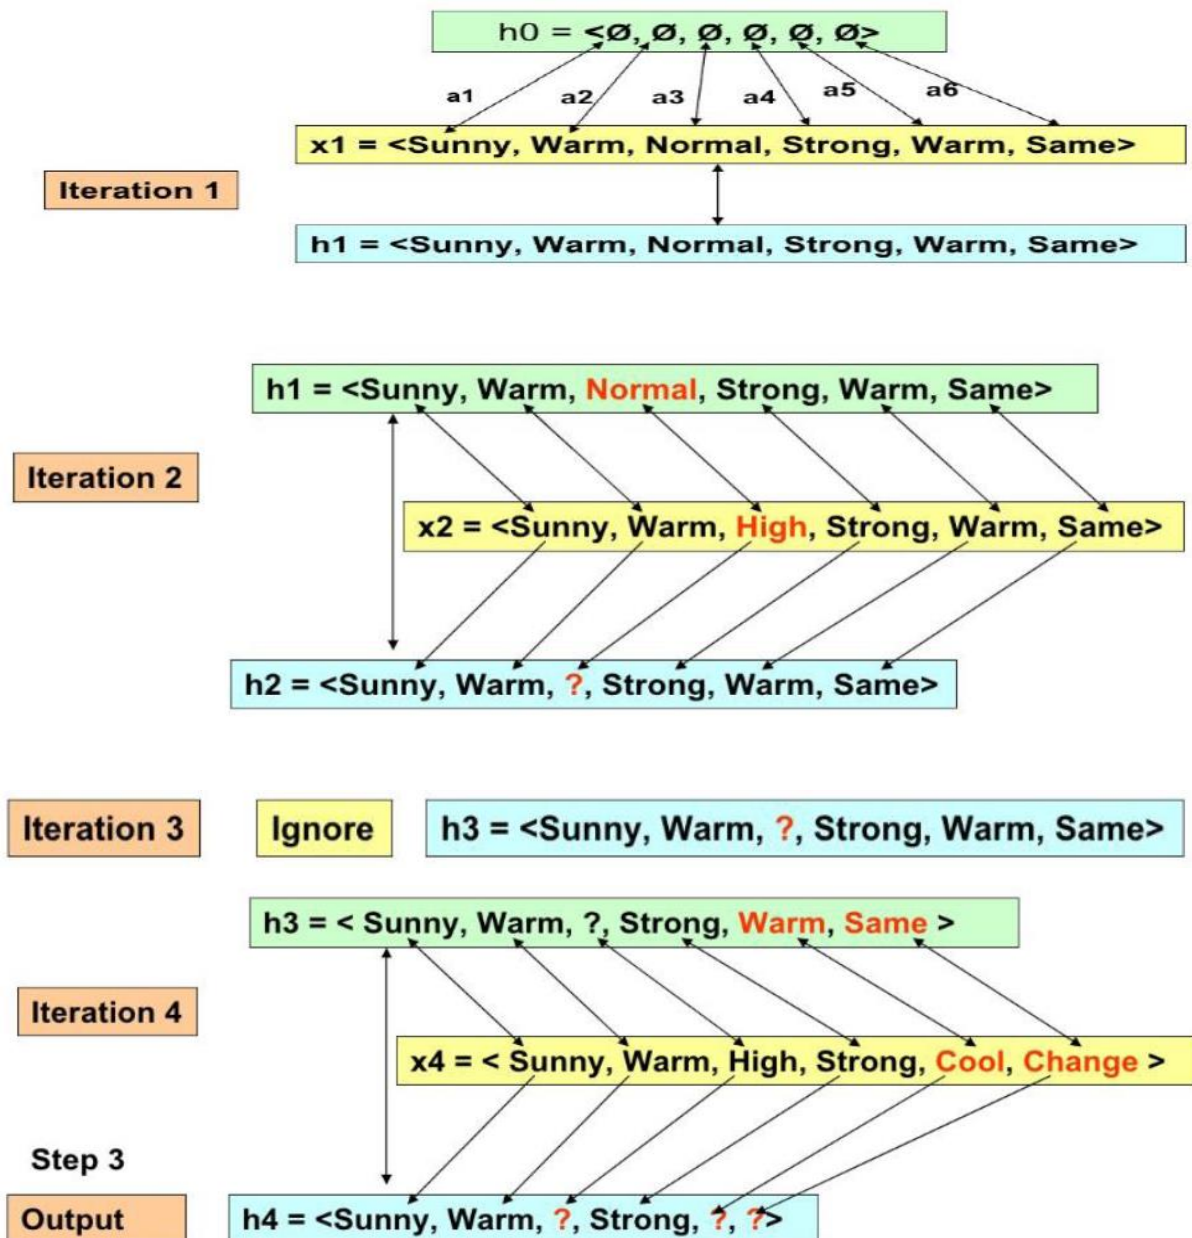 h0 = <Ø, Ø, Ø, Ø, Ø, Ø>
a1 a2 a3 a4 a5 a6
x1 = <Sunny, Warm, Normal, Strong, Warm, Same>
Iteration 1
h1 = <Sunny, Warm, Normal, Strong, Warm, Same>
h1 = <Sunny, Warm, Normal, Strong, Warm, Same>
Iteration 2
x2 = <Sunny, Warm, High, Strong, Warm, Same>
h2 = <Sunny, Warm, ?, Strong, Warm, Same>
Iteration 3 Ignore h3 = <Sunny, Warm, ?, Strong, Warm, Same>
h3 = < Sunny, Warm, ?, Strong, Warm, Same >
Iteration 4
x4 = < Sunny, Warm, High, Strong, Cool, Change >
Step 3
Output h4 = <Sunny, Warm, ?, Strong, ?, ?>